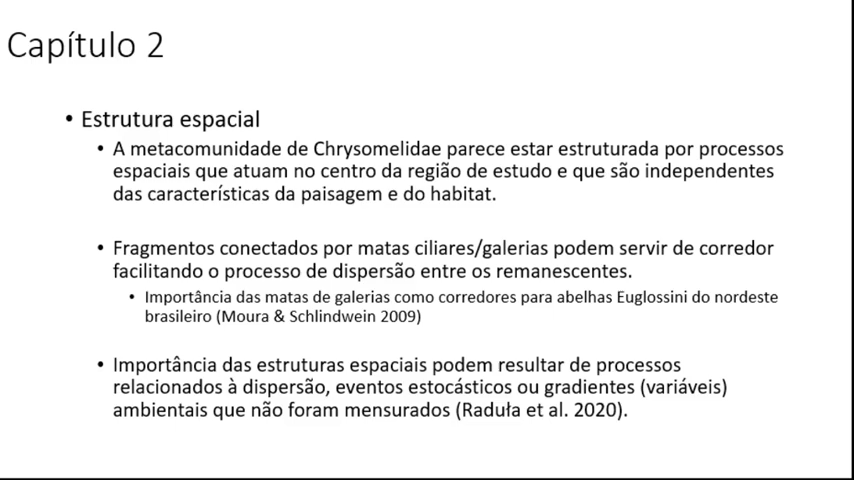 Capítulo 2
• Estrutura espacial
• A metacomunidade de Chrysomelidae parece estar estruturada por processos
espaciais que atuam no centro da região de estudo e que são independentes
das características da paisagem e do habitat.
• Fragmentos conectados por matas ciliares/galerias podem servir de corredor
facilitando o processo de dispersão entre os remanescentes.
• Importância das matas de galerias como corredores para abelhas Euglossini do nordeste
brasileiro (Moura & Schlindwein 2009)
• Importância das estruturas espaciais podem resultar de processos
relacionados à dispersão, eventos estocásticos ou gradientes (variáveis)
ambientais que não foram mensurados (Raduła et al. 2020).